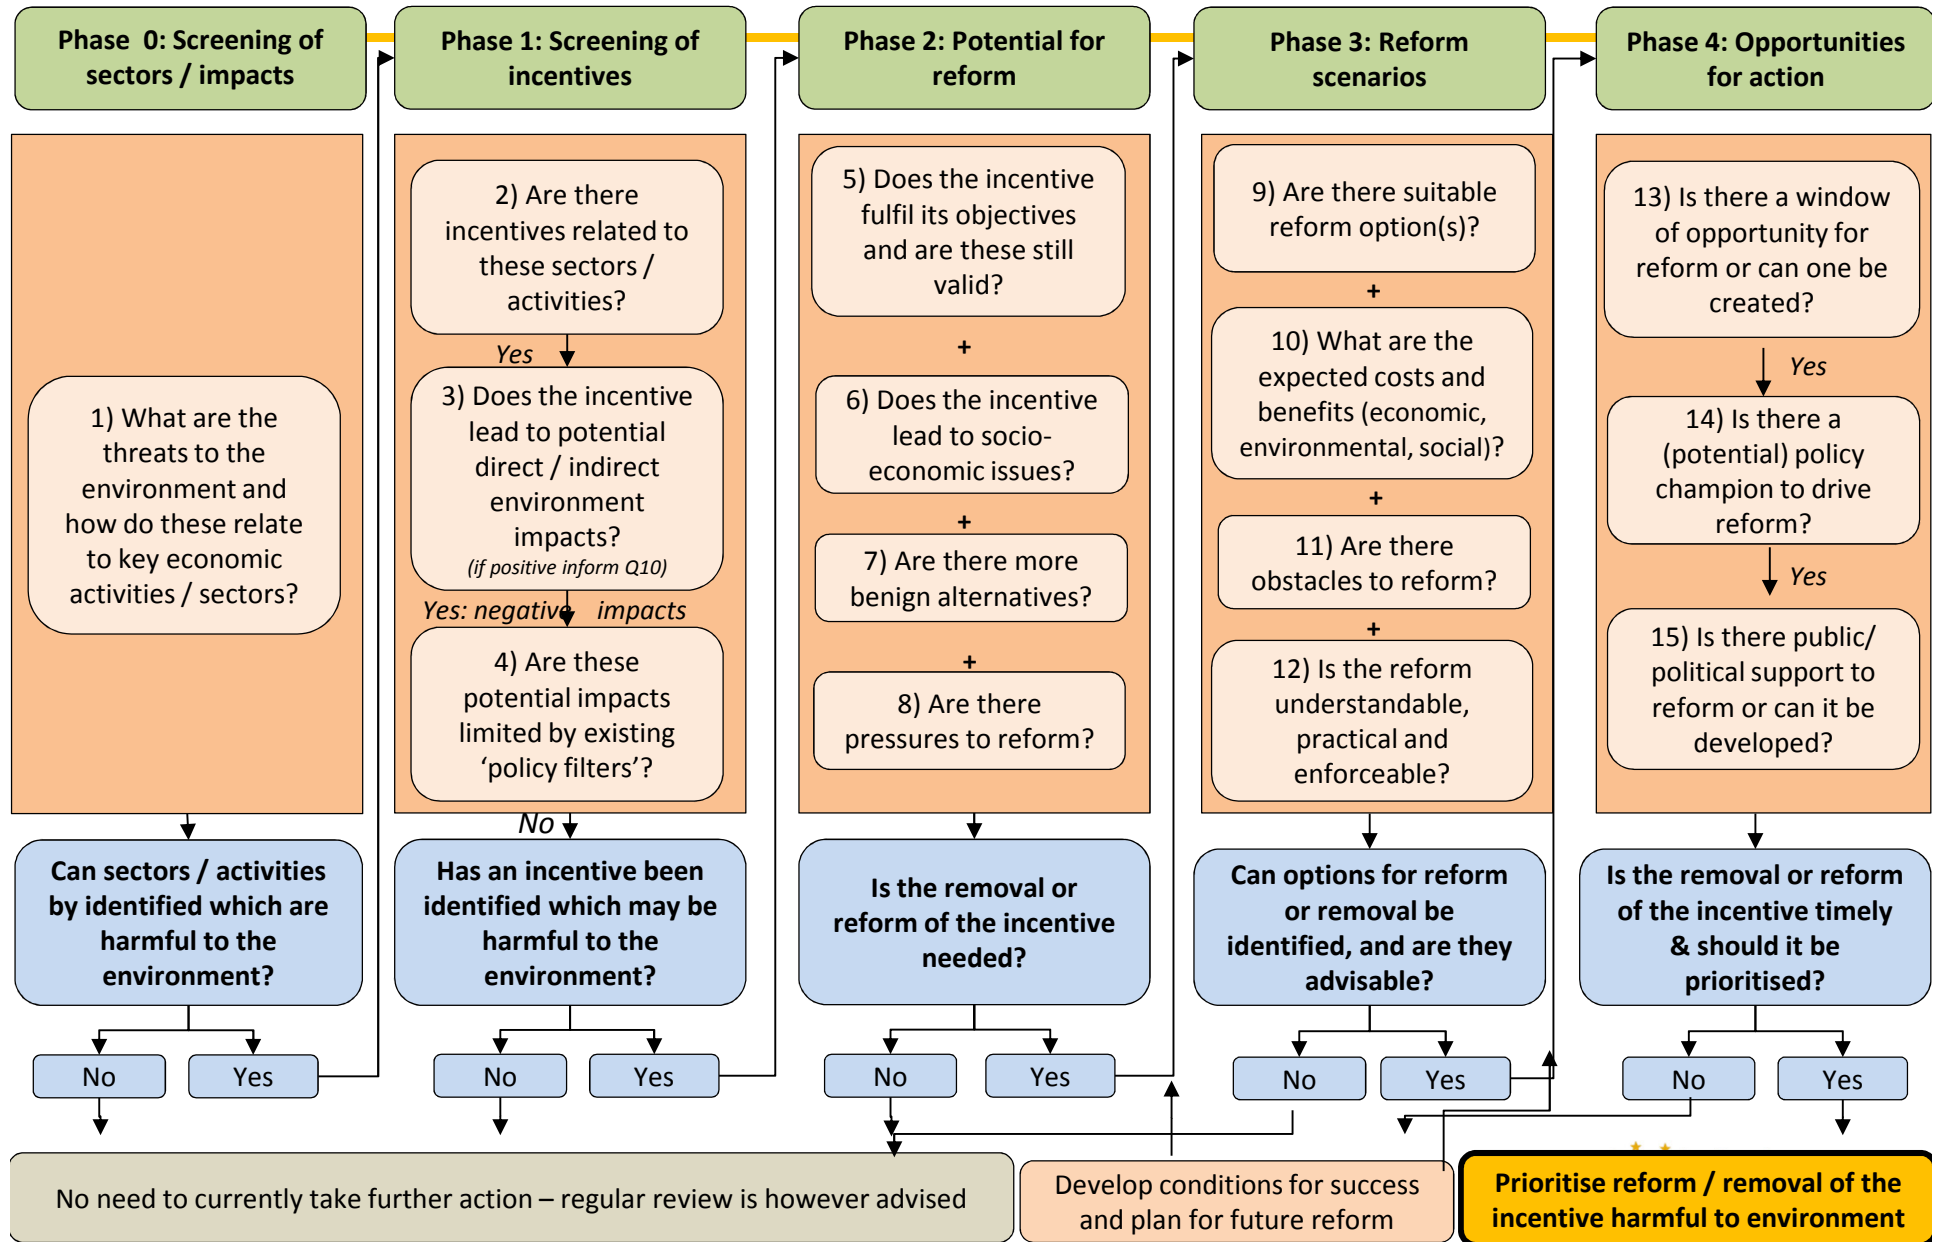 Phase 0: Screening of
sectors / impacts
Phase 1: Screening of
incentives
Phase 2: Potential for
reform
Phase 3: Reform
scenarios
Phase 4: Opportunities
for action
1) What are the
threats to the
environment and
how do these relate
to key economic
activities / sectors?
2) Are there
incentives related to
these sectors /
activities?
Yes
3) Does the incentive
lead to potential
direct / indirect
environment
impacts?
(if positive inform Q10)
Yes: negative impacts
4) Are these
potential impacts
limited by existing
‘policy filters’?
No
5) Does the incentive
fulfil its objectives
and are these still
valid?
+
6) Does the incentive
lead to socio-
economic issues?
+
7) Are there more
benign alternatives?
+
8) Are there
pressures to reform?
9) Are there suitable
reform option(s)?
+
10) What are the
expected costs and
benefits (economic,
environmental, social)?
+
11) Are there
obstacles to reform?
+
12) Is the reform
understandable,
practical and
enforceable?
13) Is there a window
of opportunity for
reform or can one be
created?
Yes
14) Is there a
(potential) policy
champion to drive
reform?
Yes
15) Is there public/
political support to
reform or can it be
developed?
Can sectors / activities
by identified which are
harmful to the
environment?
Has an incentive been
identified which may be
harmful to the
environment?
Is the removal or
reform of the incentive
needed?
Can options for reform
or removal be
identified, and are they
advisable?
Is the removal or reform
of the incentive timely
& should it be
prioritised?
No
Yes
No
Yes
No
Yes
No
Yes
No
Yes
No need to currently take further action – regular review is however advised
Develop conditions for success
and plan for future reform
Prioritise reform / removal of the
incentive harmful to environment